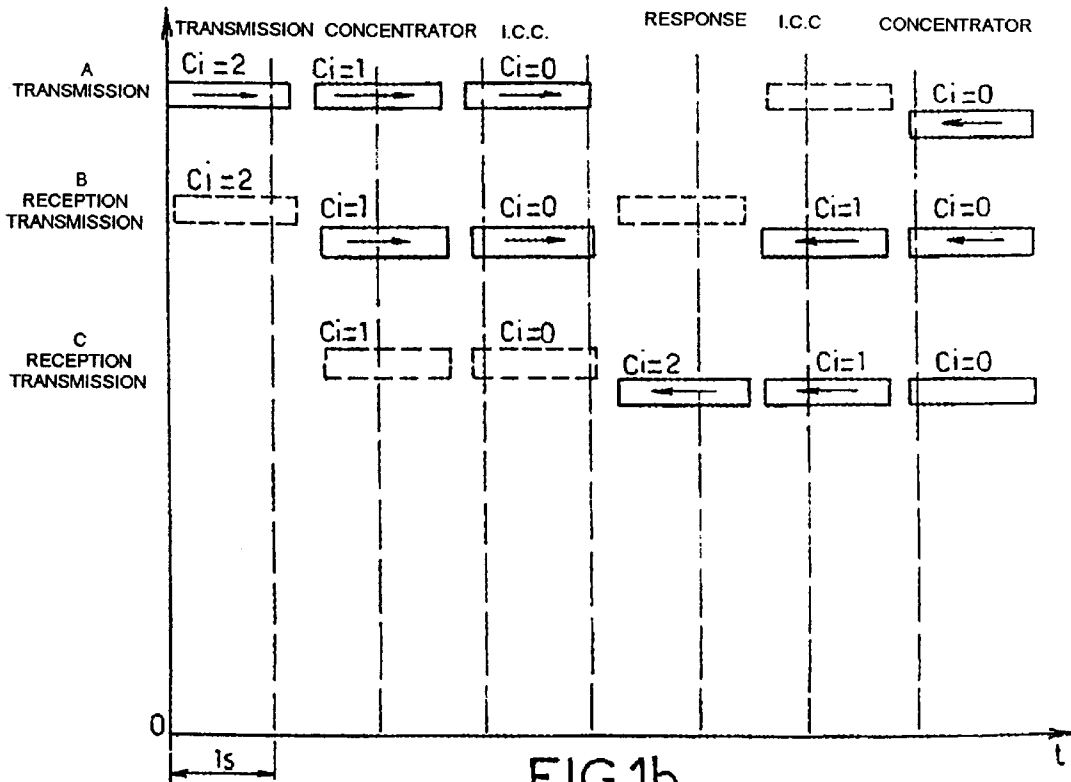 TRANSMISSION CONCENTRATOR I.C.C. RESPONSE I.C.C CONCENTRATOR
A
TRANSMISSION
Ci=2 Ci=1 Ci=0
Ci=0
B
RECEPTION
TRANSMISSION
Ci=2
Ci=1 Ci=0 Ci=1 Ci=0
C
RECEPTION
TRANSMISSION
Ci=1 Ci=0
Ci=2 Ci=1 Ci=0
0
t
1s
FIG.1b